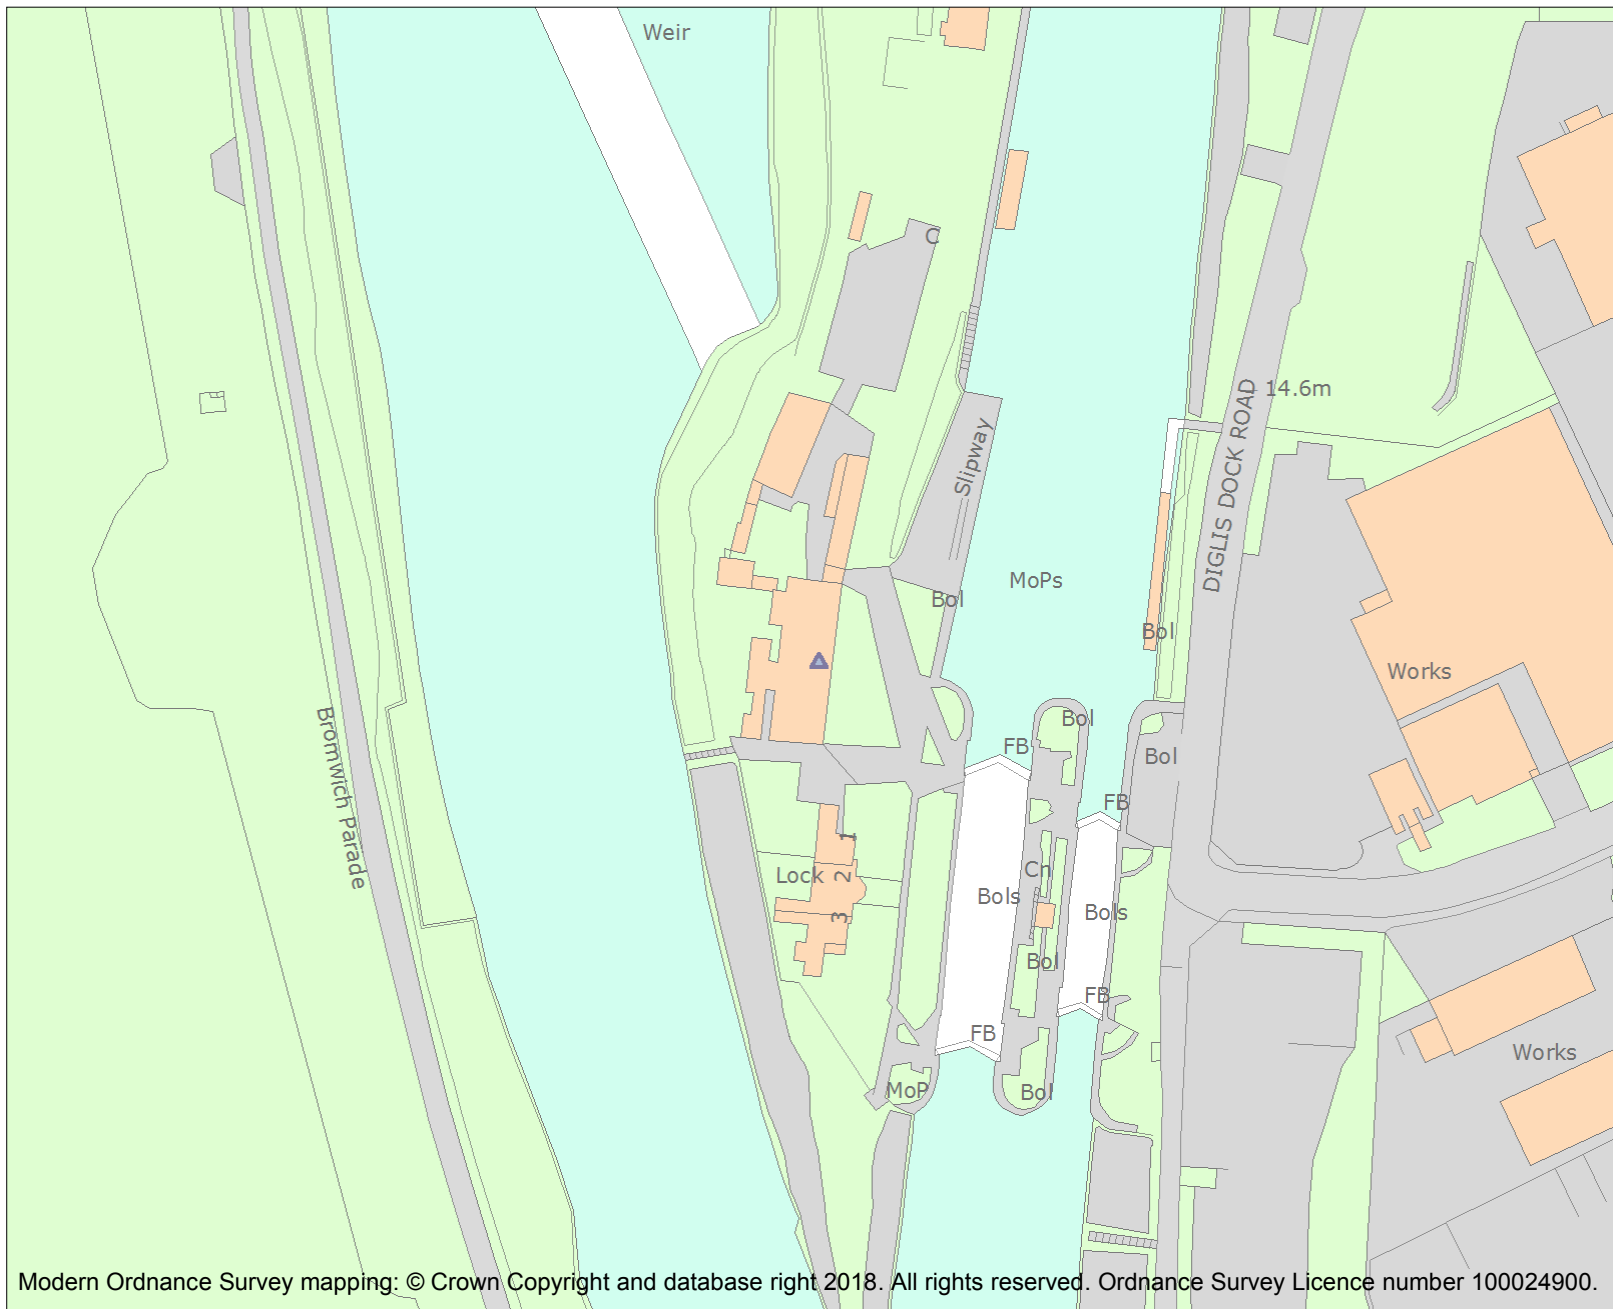 Weir
C
14.6m
DIGLIS DOCK ROAD
Slipway
MoPs
Bol
Bol
Works
Bol
FB
Bol
Bromwich Parade
FB
1
Lock
2
Cn
Bols
Bols
3
Bol
FB
FB
Works
MoP
Bol
Modern Ordnance Survey mapping: © Crown Copyright and database right 2018. All rights reserved. Ordnance Survey Licence number 100024900.